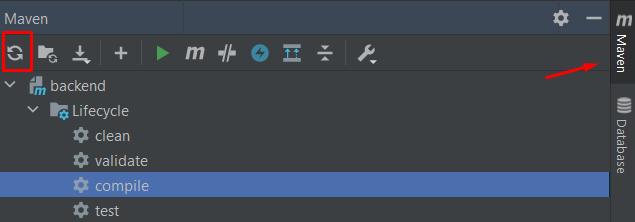 Maven
m
backend
Lifecycle
clean
validate
compile
test
m Maven
Database